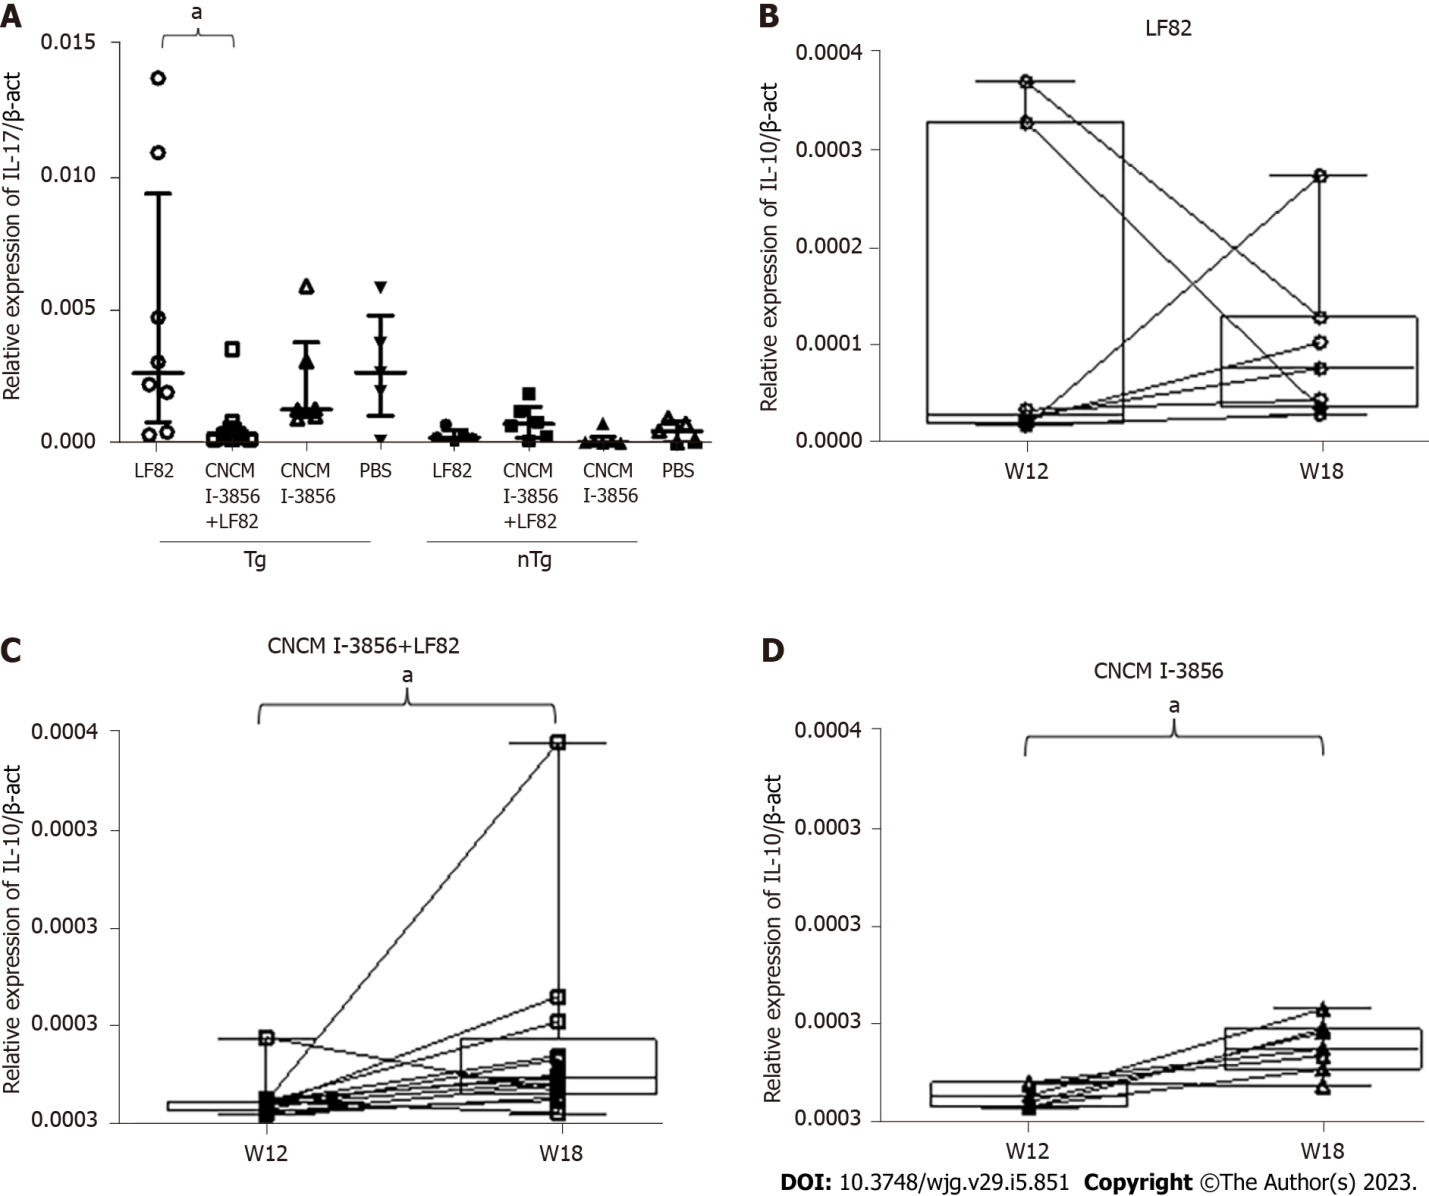 A
a
Relative expression of IL-17/β-act
0.015
0.010
0.005
0.000
LF82
CNCM
I-3856
+LF82
CNCM
I-3856
PBS
LF82
CNCM
I-3856
+LF82
CNCM
I-3856
PBS
Tg
nTg
B
LF82
Relative expression of IL-10/β-act
0.0004
0.0003
0.0002
0.0001
0.0000
W12
W18
C
CNCM I-3856+LF82
a
Relative expression of IL-10/β-act
0.0004
0.0003
0.0003
0.0003
0.0003
W12
W18
D
CNCM I-3856
a
Relative expression of IL-10/β-act
0.0004
0.0003
0.0003
0.0003
0.0003
W12
W18
DOI: 10.3748/wjg.v29.i5.851 Copyright ©The Author(s) 2023.